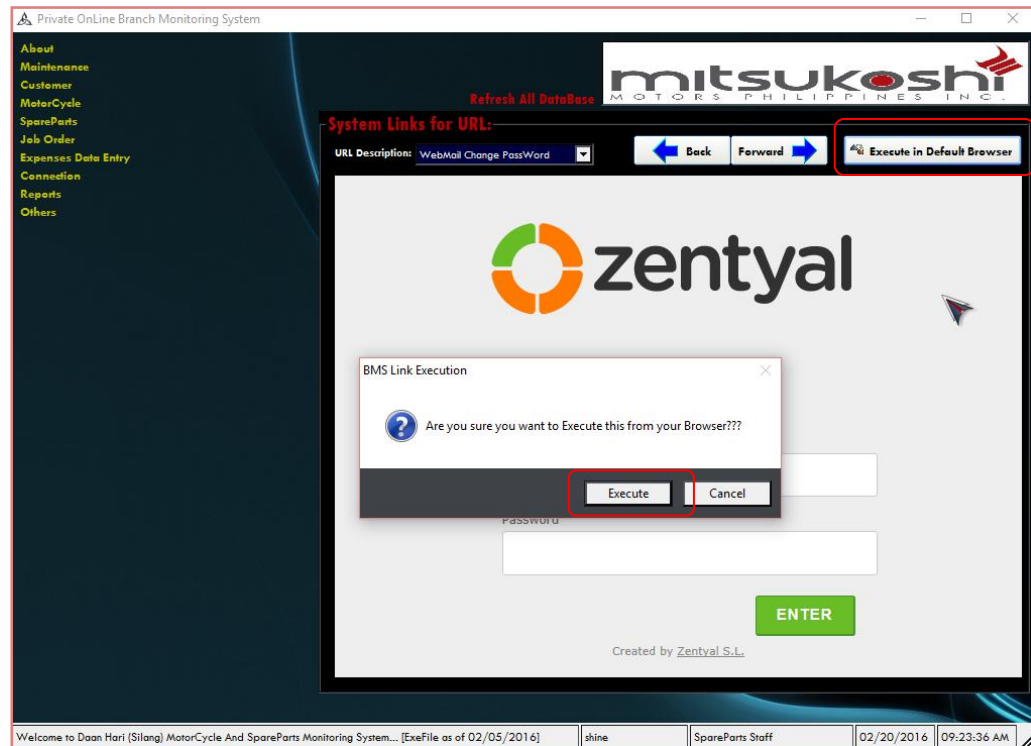 Private OnLine Branch Monitoring System
About
Maintenance
Customer
MotorCycle
SpareParts
Job Order
Expenses Data Entry
Connection
Reports
Others
Refresh All DataBase
mitsukoshi
MOTORS PHILIPPINES INC.
System Links for URL:
URL Description: WebMail Change PassWord
Back
Forward
Execute in Default Browser
zentyal
BMS Link Execution
Are you sure you want to Execute this from your Browser???
Execute
Cancel
Password
ENTER
Created by Zentyal S.L.
Welcome to Daan Hari (Silang) MotorCycle And SpareParts Monitoring System... [ExeFile as of 02/05/2016]
shine
SpareParts Staff
02/20/2016
09:23:36 AM